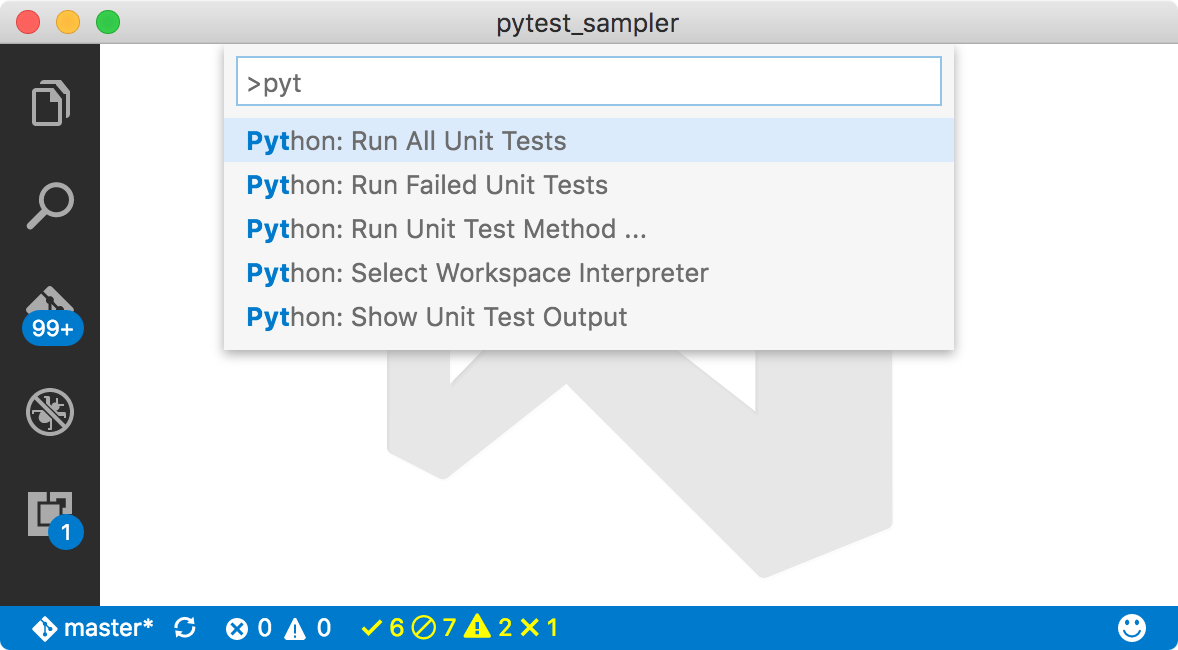 pytest_sampler
>pyt
Python: Run All Unit Tests
Python: Run Failed Unit Tests
Python: Run Unit Test Method ...
Python: Select Workspace Interpreter
Python: Show Unit Test Output
99+
1
master* 0 0 6 7 2 1